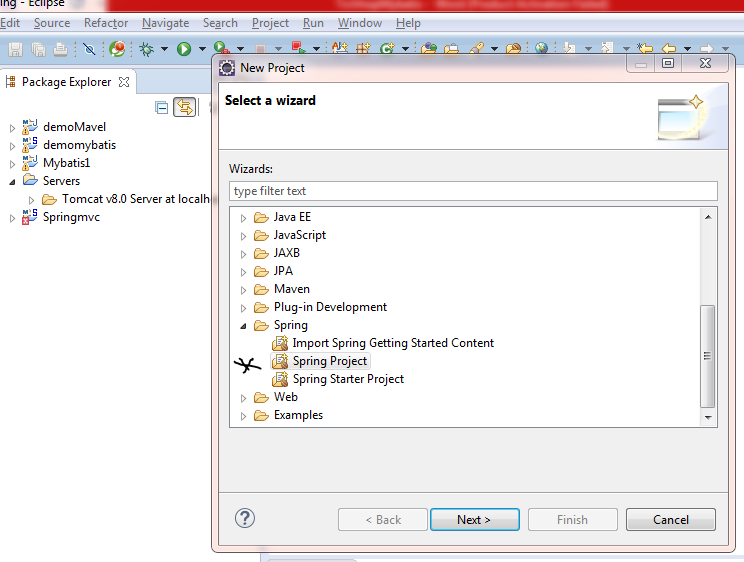 ng - Eclipse
Edit Source Refactor Navigate Search Project Run Window Help
Package Explorer
demoMavel
demomybatis
Mybatis1
Servers
Tomcat v8.0 Server at localh
Springmvc
New Project
Select a wizard
Wizards:
type filter text
Java EE
JavaScript
JAXB
JPA
Maven
Plug-in Development
Spring
Import Spring Getting Started Content
Spring Project
Spring Starter Project
Web
Examples
< Back Next > Finish Cancel